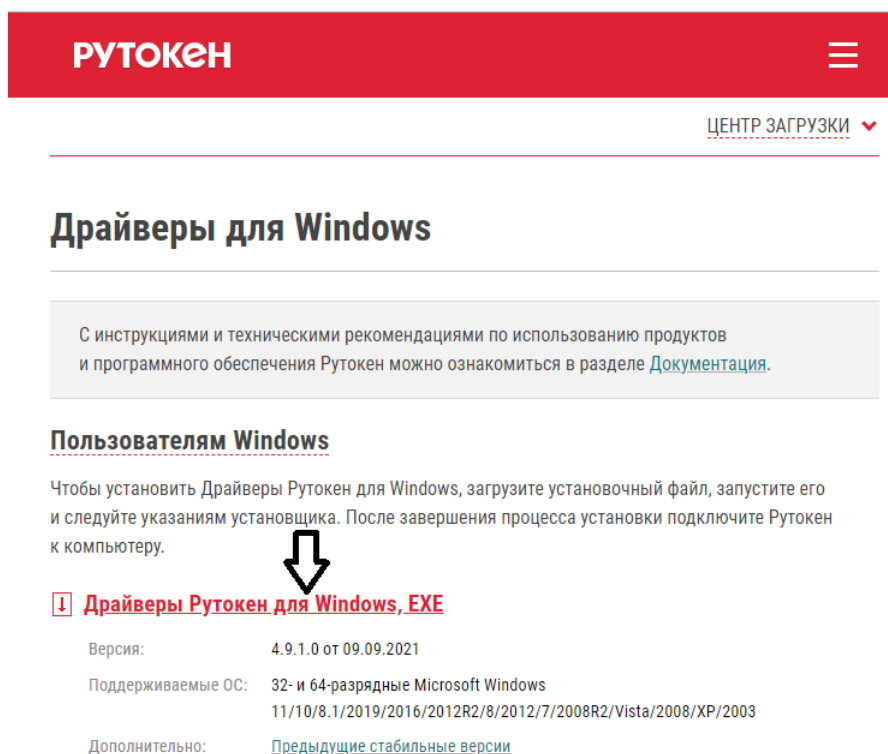 рутокен
ЦЕНТР ЗАГРУЗКИ
Драйверы для Windows
С инструкциями и техническими рекомендациями по использованию продуктов
и программного обеспечения Рутокен можно ознакомиться в разделе Документация.
Пользователям Windows
Чтобы установить Драйверы Рутокен для Windows, загрузите установочный файл, запустите его
и следуйте указаниям установщика. После завершения процесса установки подключите Рутокен
к компьютеру.
Драйверы Рутокен для Windows, EXE
Версия: 4.9.1.0 от 09.09.2021
Поддерживаемые ОС: 32- и 64-разрядные Microsoft Windows
11/10/8.1/2019/2016/2012R2/8/2012/7/2008R2/Vista/2008/XP/2003
Дополнительно: Предыдущие стабильные версии